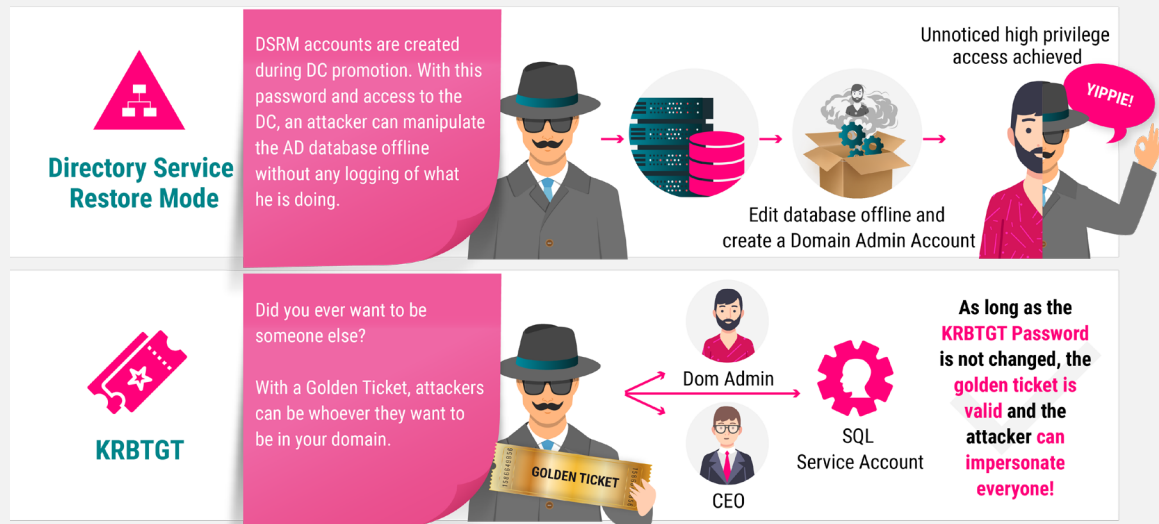 Directory Service
Restore Mode
DSRM accounts are created
during DC promotion. With this
password and access to the
DC, an attacker can manipulate
the AD database offline
without any logging of what
he is doing.
Edit database offline and
create a Domain Admin Account
Unnoticed high privilege
access achieved
YIPPIE!
KRBTGT
Did you ever want to be
someone else?
With a Golden Ticket, attackers
can be whoever they want to
be in your domain.
GOLDEN TICKET
Dom Admin
CEO
SQL
Service Account
As long as the
KRBTGT Password
is not changed, the
golden ticket is
valid and the
attacker can
impersonate
everyone!